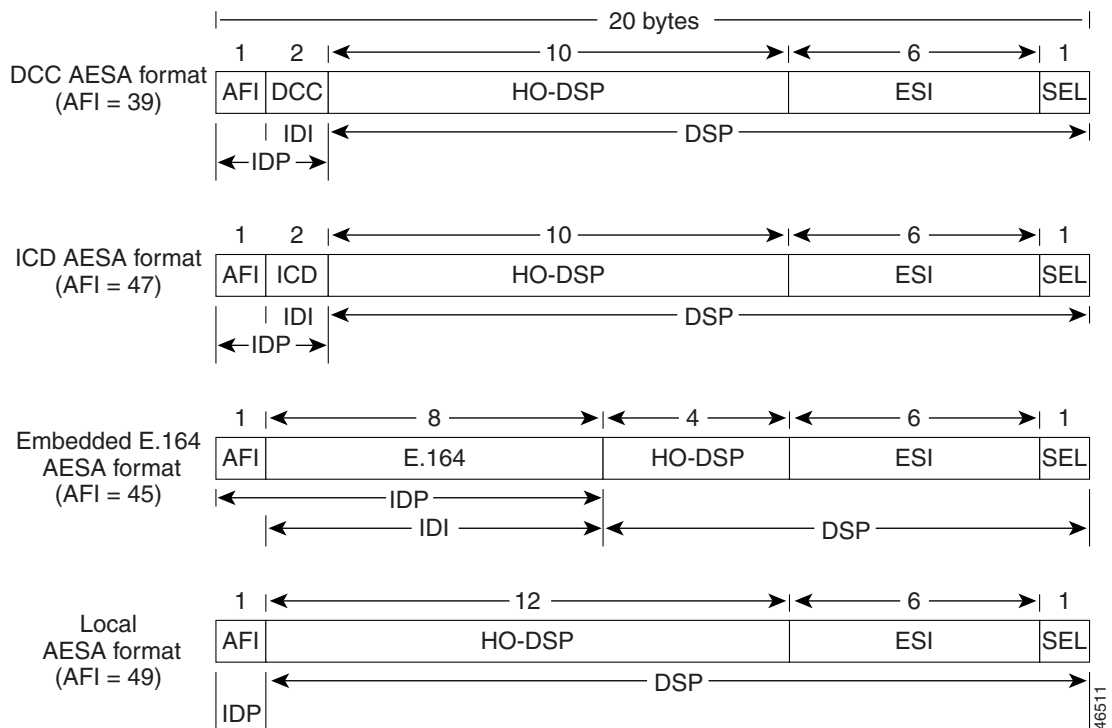 20 bytes
1 2 10 6 1
DCC AESA format
(AFI = 39)
AFI DCC HO-DSP ESI SEL
IDI DSP
IDP
1 2 10 6 1
ICD AESA format
(AFI = 47)
AFI ICD HO-DSP ESI SEL
IDI DSP
IDP
1 8 4 6 1
Embedded E.164
AESA format
(AFI = 45)
AFI E.164 HO-DSP ESI SEL
IDP
IDI DSP
1 12 6 1
Local
AESA format
(AFI = 49)
AFI HO-DSP ESI SEL
DSP
IDP
46511